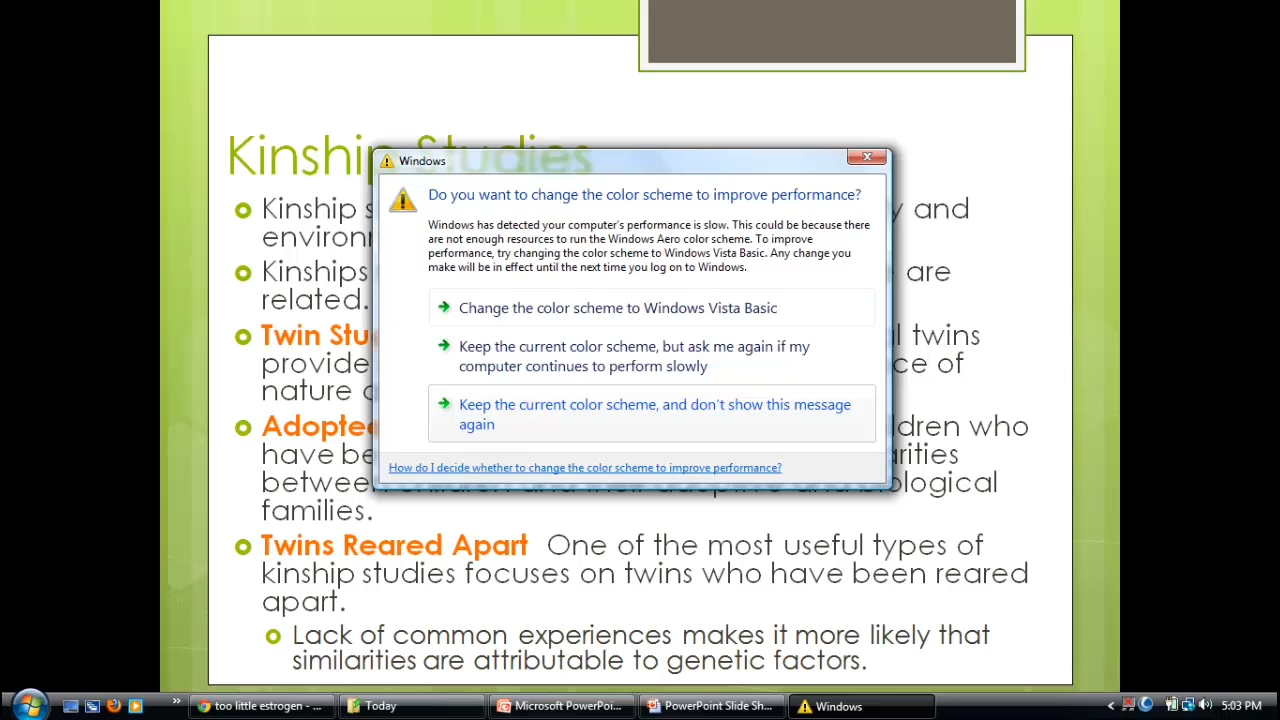 Kinship Studies
Windows
Do you want to change the color scheme to improve performance?
Windows has detected your computer's performance is slow. This could be because there
are not enough resources to run the Windows Aero color scheme. To improve
performance, try changing the color scheme to Windows Vista Basic. Any change you
make will be in effect until the next time you log on to Windows.
Change the color scheme to Windows Vista Basic
Keep the current color scheme, but ask me again if my
computer continues to perform slowly
Keep the current color scheme, and don't show this message
again
How do I decide whether to change the color scheme to improve performance?
Kinship and
Kinships are
related.
Twin twins
provide of
nature
Adopted who
have
between children and their adoptive and biological
families.
Twins Reared Apart One of the most useful types of
kinship studies focuses on twins who have been reared
apart.
Lack of common experiences makes it more likely that
similarities are attributable to genetic factors.
too little estrogen - ...
Today
Microsoft PowerPoi...
PowerPoint Slide Sh...
Windows
5:03 PM